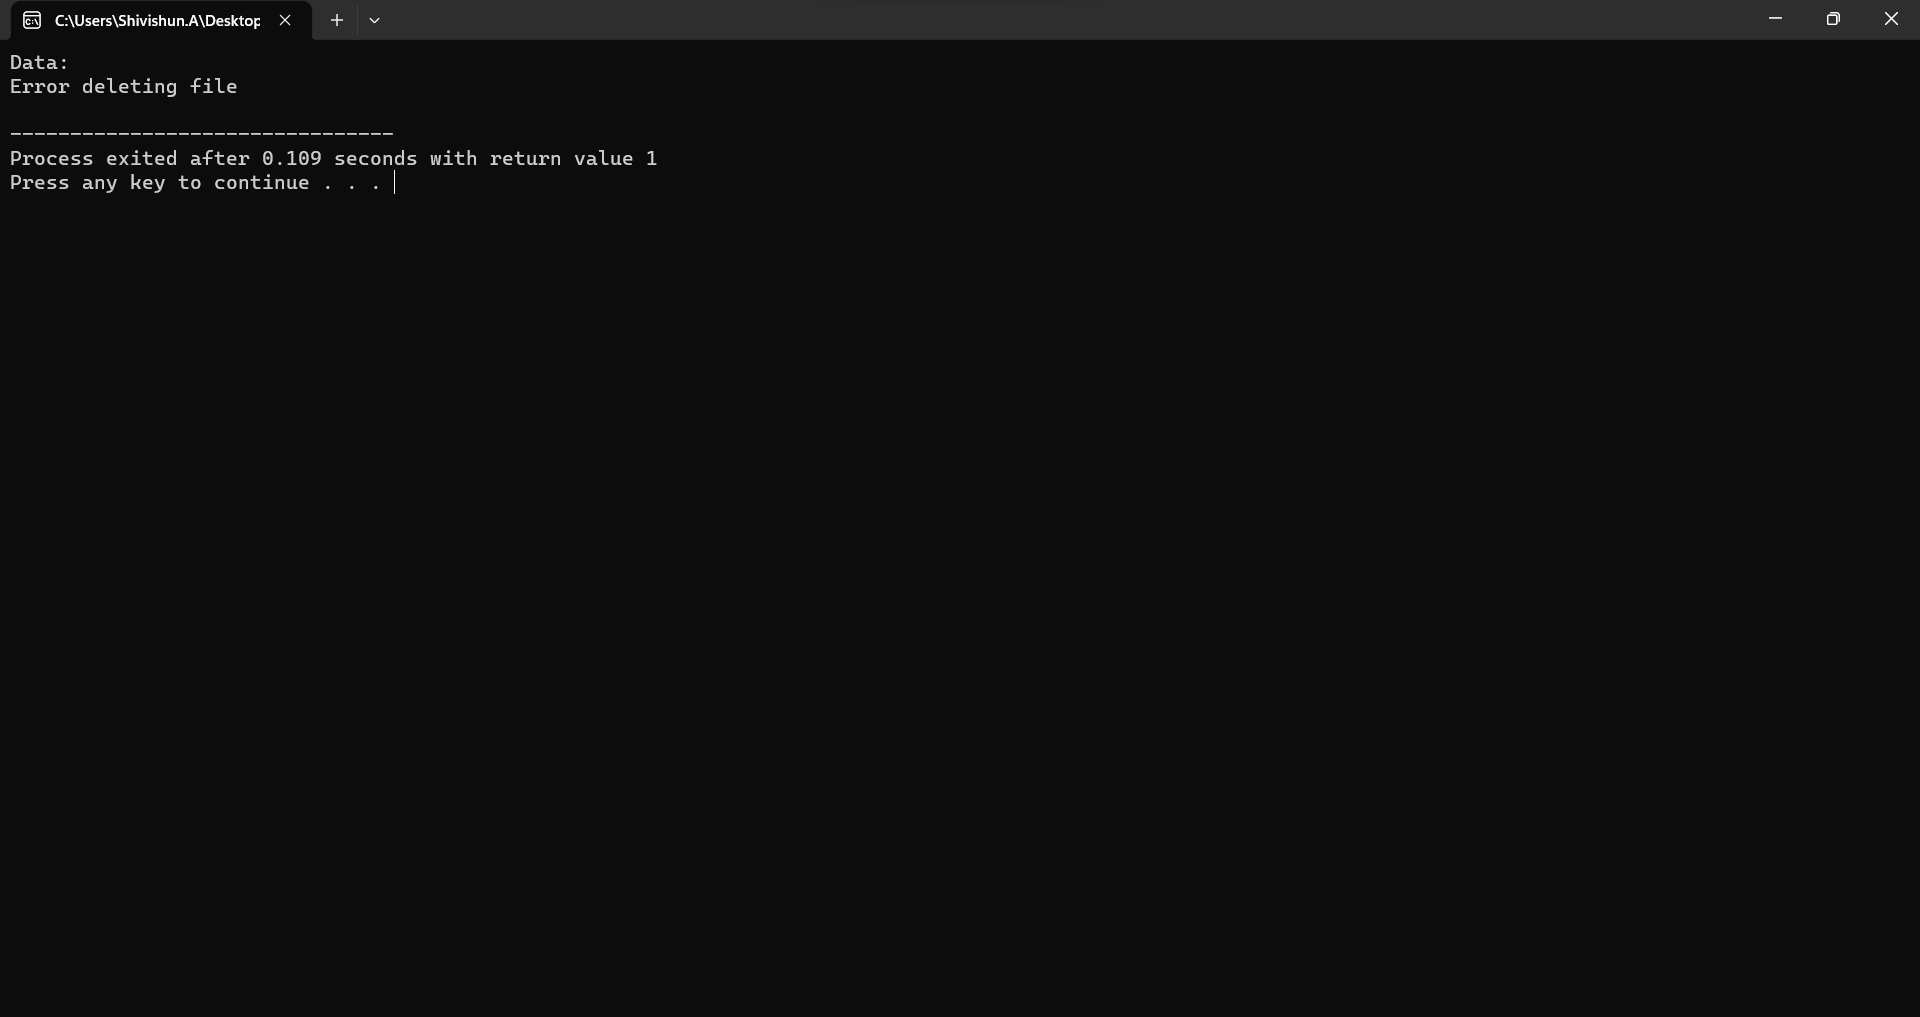 C:\Users\Shivishun.A\Desktop
Data:
Error deleting file
--------------------------------
Process exited after 0.109 seconds with return value 1
Press any key to continue . . .